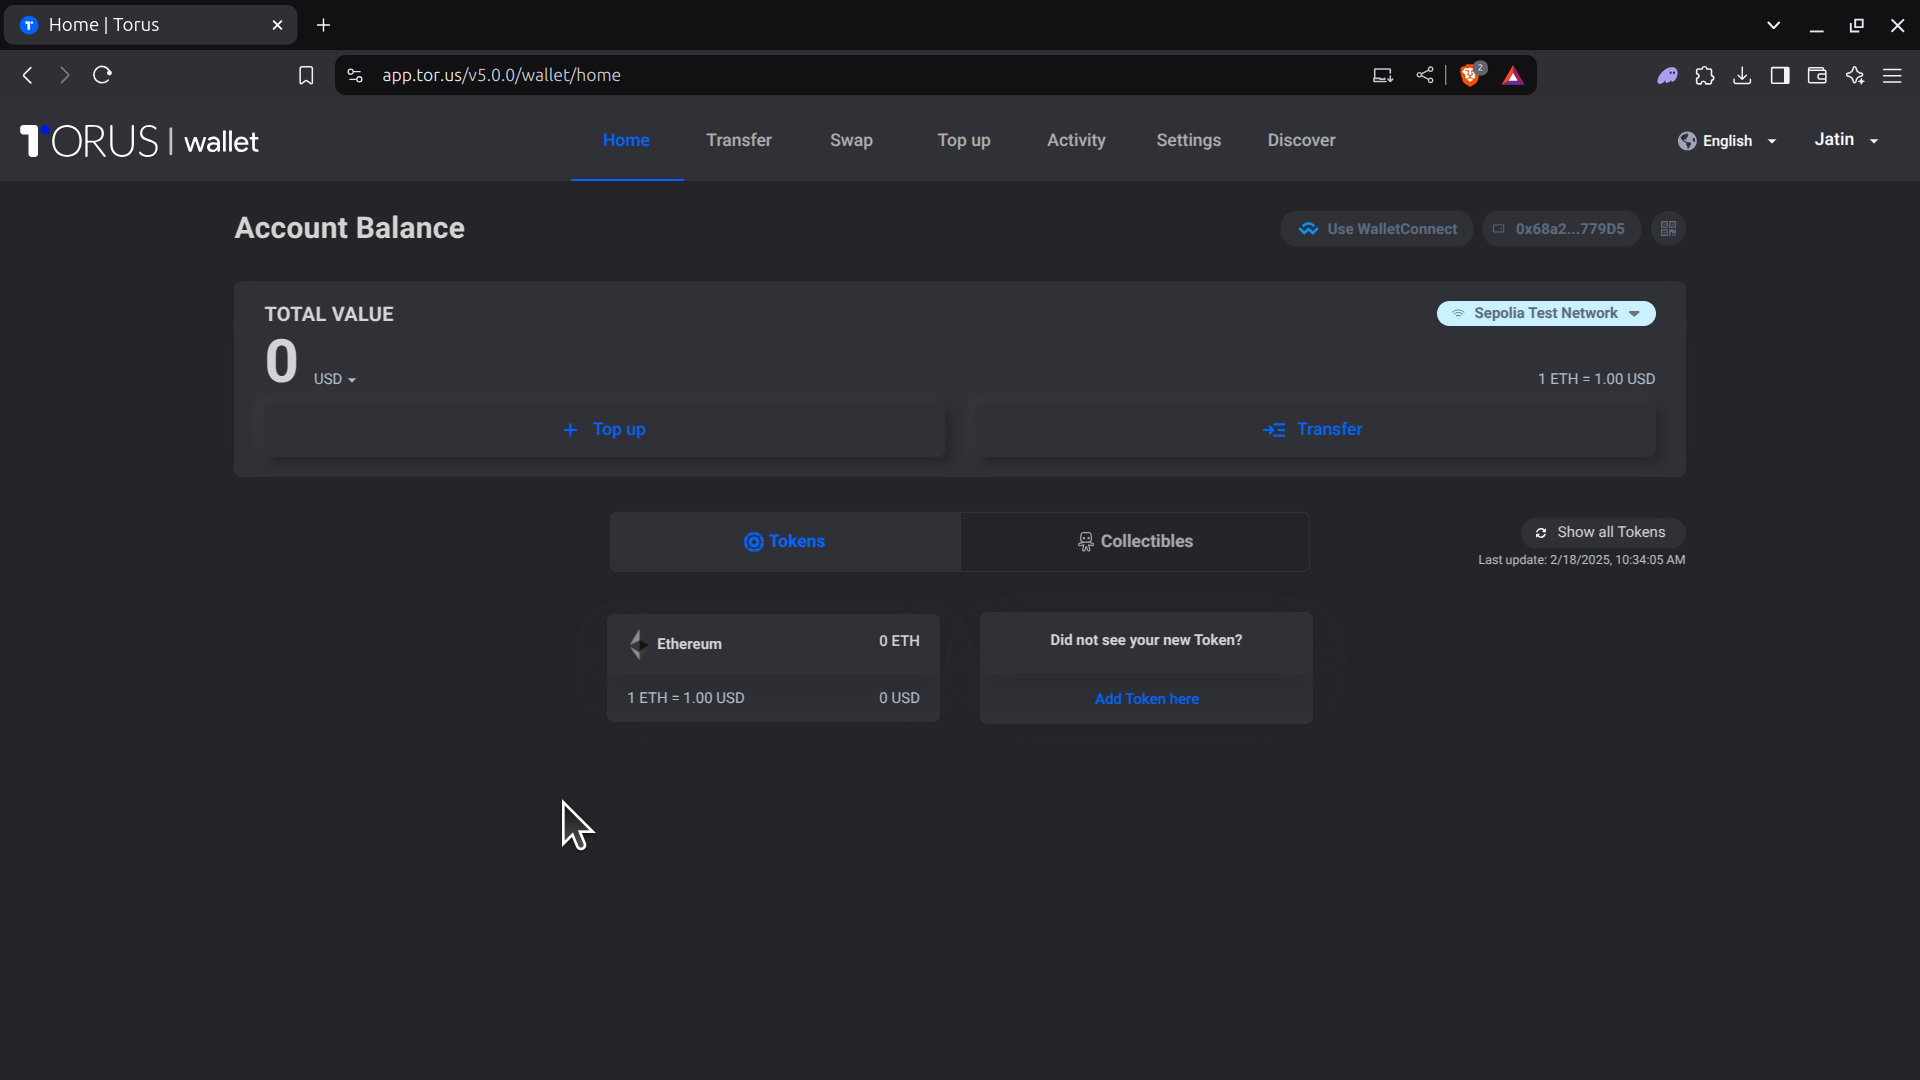 Home | Torus
app.tor.us/v5.0.0/wallet/home
2
TORUS | wallet
Home
Transfer
Swap
Top up
Activity
Settings
Discover
English
Jatin
Account Balance
Use WalletConnect
0x68a2...779D5
TOTAL VALUE
Sepolia Test Network
0 USD
1 ETH = 1.00 USD
Top up
Transfer
Tokens
Collectibles
Show all Tokens
Last update: 2/18/2025, 10:34:05 AM
Ethereum
0 ETH
1 ETH = 1.00 USD
0 USD
Did not see your new Token?
Add Token here